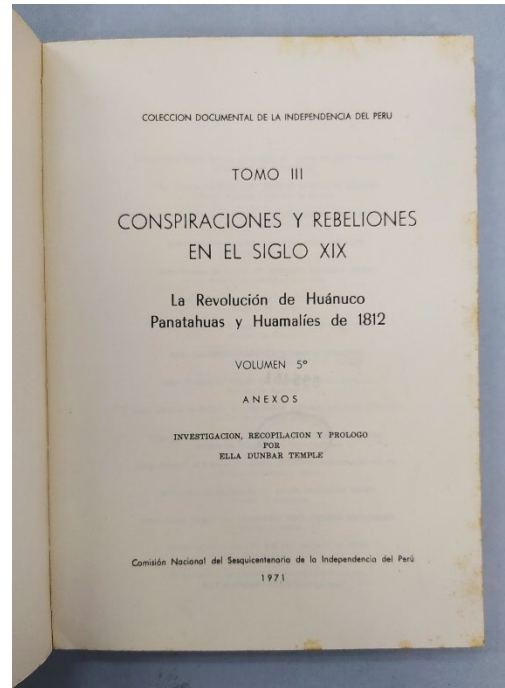 COLECCION DOCUMENTAL DE LA INDEPENDENCIA DEL PERU
TOMO III
CONSPIRACIONES Y REBELIONES
EN EL SIGLO XIX
La Revolución de Huánuco
Panatahuas y Huamalíes de 1812
VOLUMEN 5º
ANEXOS
INVESTIGACION, RECOPILACION Y PROLOGO
POR
ELLA DUNBAR TEMPLE
Comisión Nacional del Sesquicentenario de la Independencia del Perú
1971